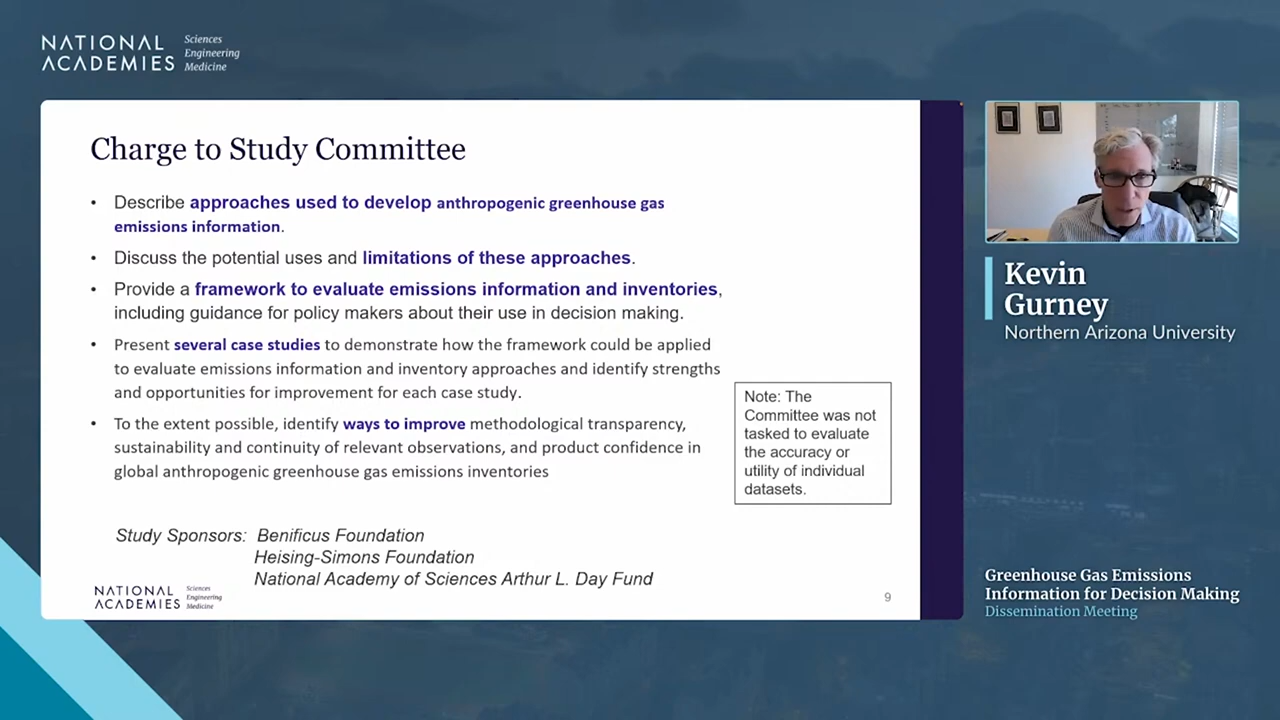 NATIONAL
ACADEMIES
Sciences
Engineering
Medicine
Charge to Study Committee
• Describe approaches used to develop anthropogenic greenhouse gas
emissions information.
• Discuss the potential uses and limitations of these approaches.
• Provide a framework to evaluate emissions information and inventories,
including guidance for policy makers about their use in decision making.
• Present several case studies to demonstrate how the framework could be applied
to evaluate emissions information and inventory approaches and identify strengths
and opportunities for improvement for each case study.
• To the extent possible, identify ways to improve methodological transparency,
sustainability and continuity of relevant observations, and product confidence in
global anthropogenic greenhouse gas emissions inventories
Note: The
Committee was not
tasked to evaluate
the accuracy or
utility of individual
datasets.
Study Sponsors: Benificus Foundation
Heising-Simons Foundation
National Academy of Sciences Arthur L. Day Fund
NATIONAL
ACADEMIES
Sciences
Engineering
Medicine
9
Kevin
Gurney
Northern Arizona University
Greenhouse Gas Emissions
Information for Decision Making
Dissemination Meeting